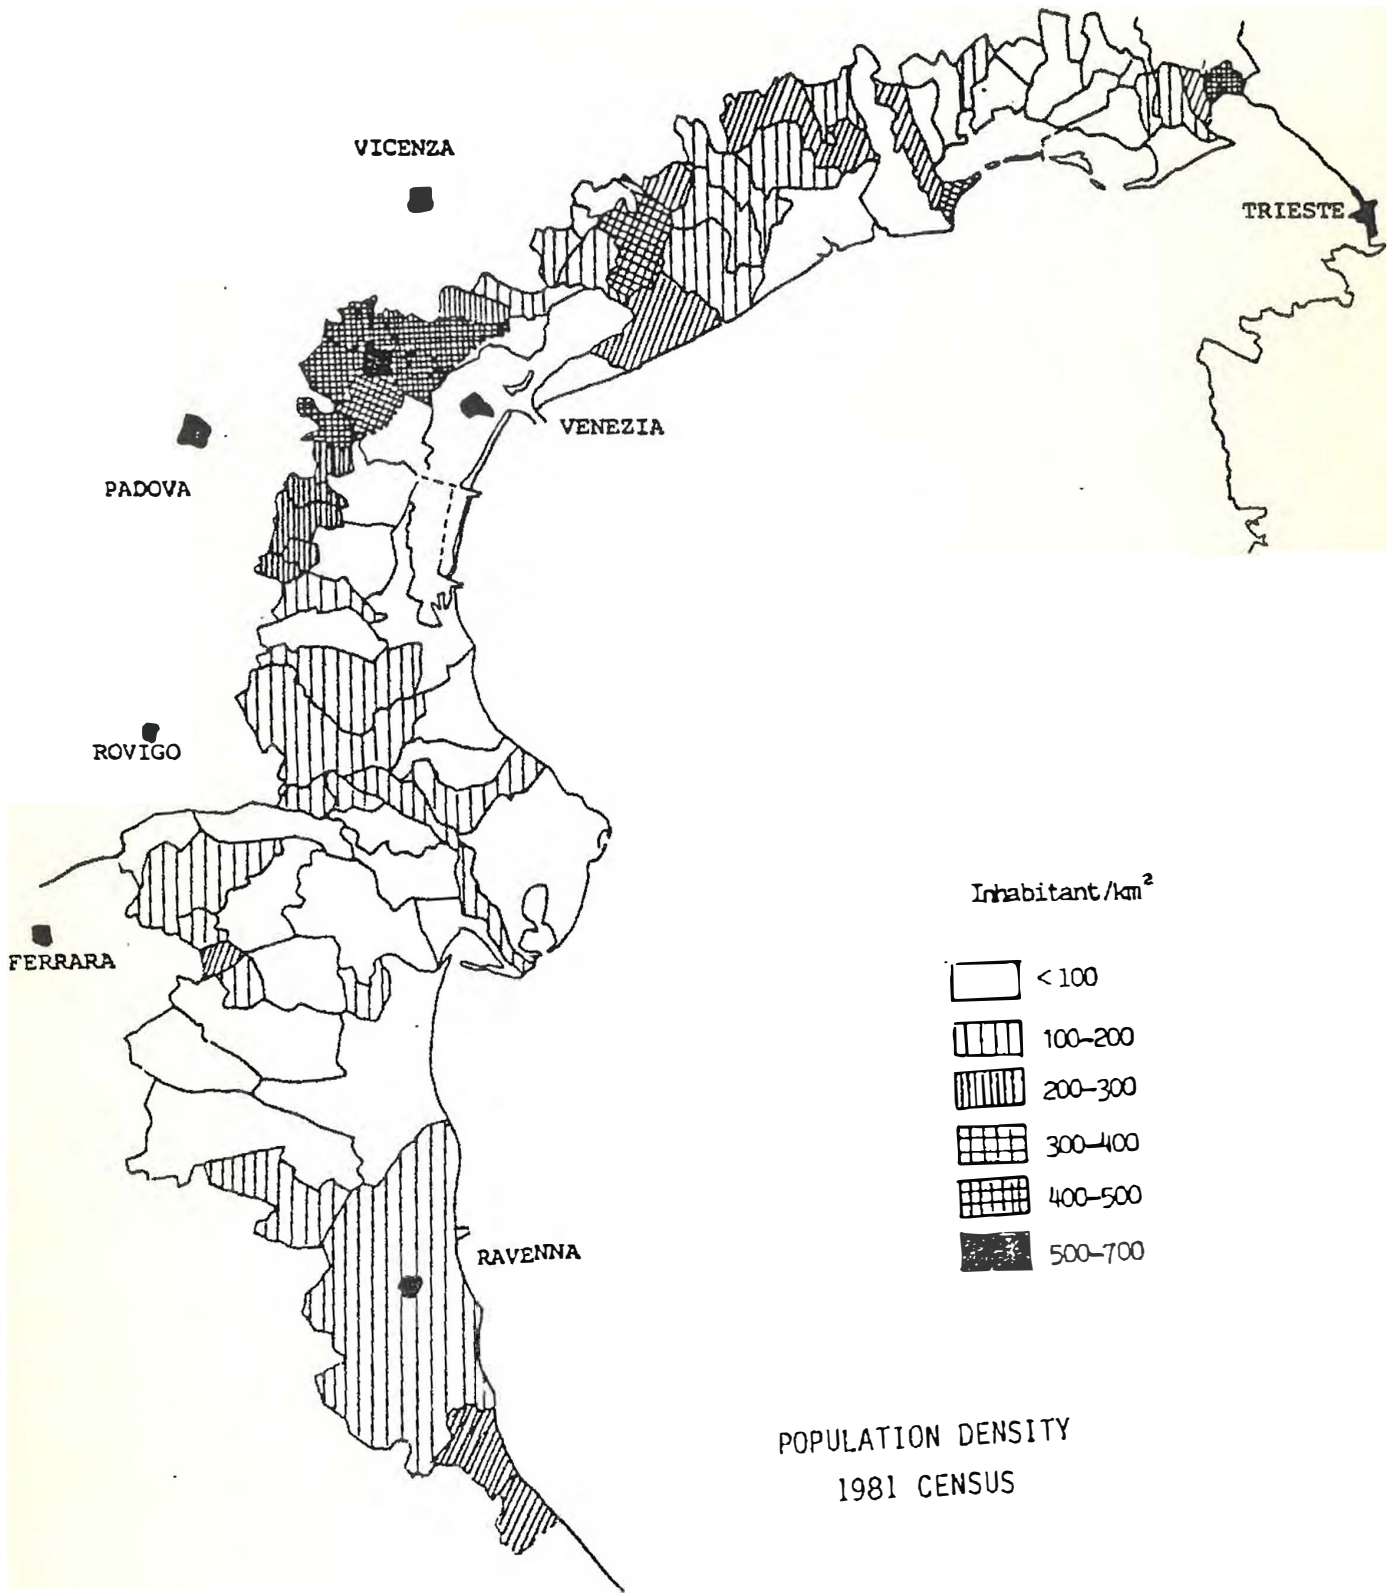 VICENZA
TRIESTE
VENEZIA
PADOVA
ROVIGO
FERRARA
Inhabitant/km²
< 100
100-200
200-300
300-400
400-500
500-700
RAVENNA
POPULATION DENSITY
1981 CENSUS